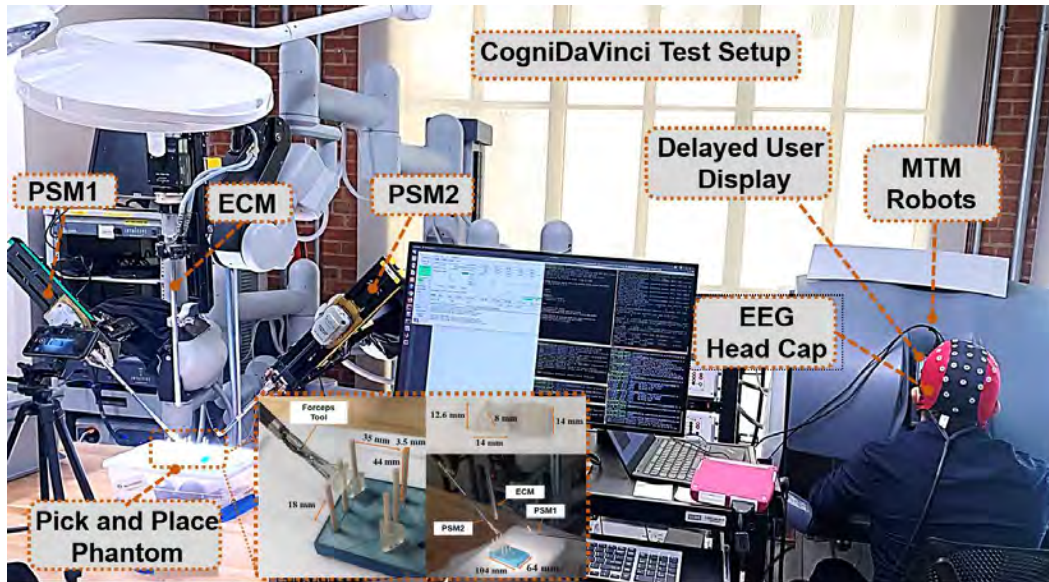 CogniDaVinci Test Setup
PSM1
ECM
PSM2
Delayed User
Display
MTM
Robots
EEG
Head Cap
Pick and Place
Phantom
Forceps
Tool
35 mm
3.5 mm
44 mm
18 mm
12.6 mm
8 mm
14 mm
14 mm
ECM
PSM1
PSM2
104 mm
64 mm